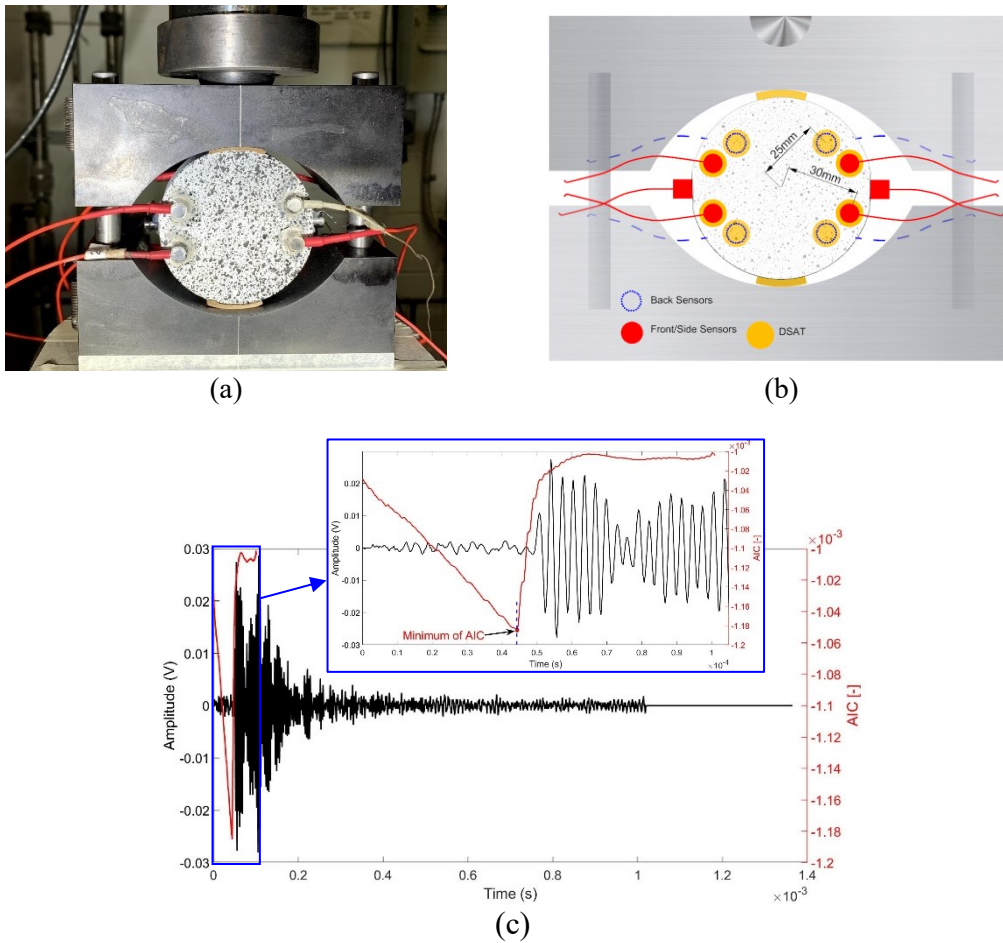 (a)
25mm
30mm
Back Sensors
Front/Side Sensors
DSAT
(b)
×10⁻³
0.02
0.01
0
-0.01
-0.02
-0.03
Amplitude (V)
Minimum of AIC
0 0.1 0.2 0.3 0.4 0.5 0.6 0.7 0.8 0.9 1
Time (s)
×10⁻⁴
-1
-1.02
-1.04
-1.06
-1.08
-1.1
-1.12
-1.14
-1.16
-1.18
-1.2
AIC [-]
0.03
0.02
0.01
0
-0.01
-0.02
-0.03
Amplitude (V)
0 0.2 0.4 0.6 0.8 1 1.2 1.4
Time (s)
×10⁻³
×10⁻³
-1
-1.02
-1.04
-1.06
-1.08
-1.1
-1.12
-1.14
-1.16
-1.18
-1.2
AIC [-]
(c)